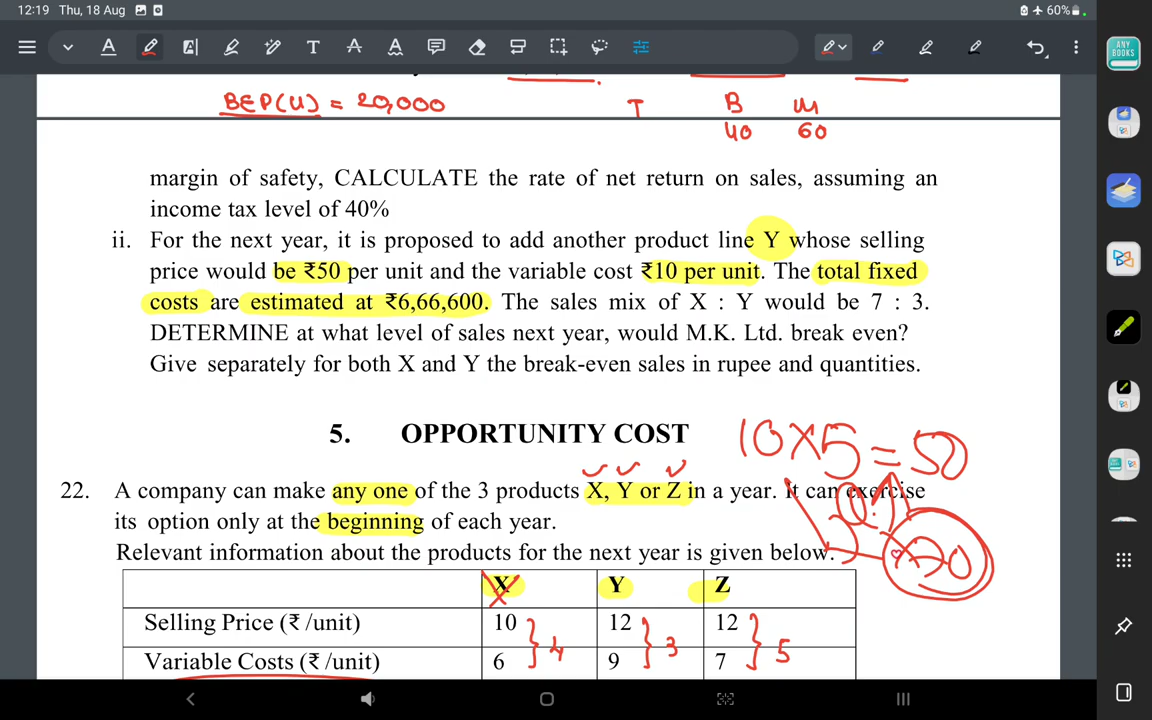 12:19 Thu, 18 Aug
60%
ANY BOOKS
BEP(U) = 20,000
T B M
40 60
margin of safety, CALCULATE the rate of net return on sales, assuming an
income tax level of 40%
ii. For the next year, it is proposed to add another product line Y whose selling
price would be ₹50 per unit and the variable cost ₹10 per unit. The total fixed
costs are estimated at ₹6,66,600. The sales mix of X : Y would be 7 : 3.
DETERMINE at what level of sales next year, would M.K. Ltd. break even?
Give separately for both X and Y the break-even sales in rupee and quantities.
5. OPPORTUNITY COST
10×5=50
22. A company can make any one of the 3 products X, Y or Z in a year. It can exercise
its option only at the beginning of each year.
Relevant information about the products for the next year is given below.
X Y Z
Selling Price (₹ /unit) 10 12 12
4 3 5
Variable Costs (₹ /unit) 6 9 7